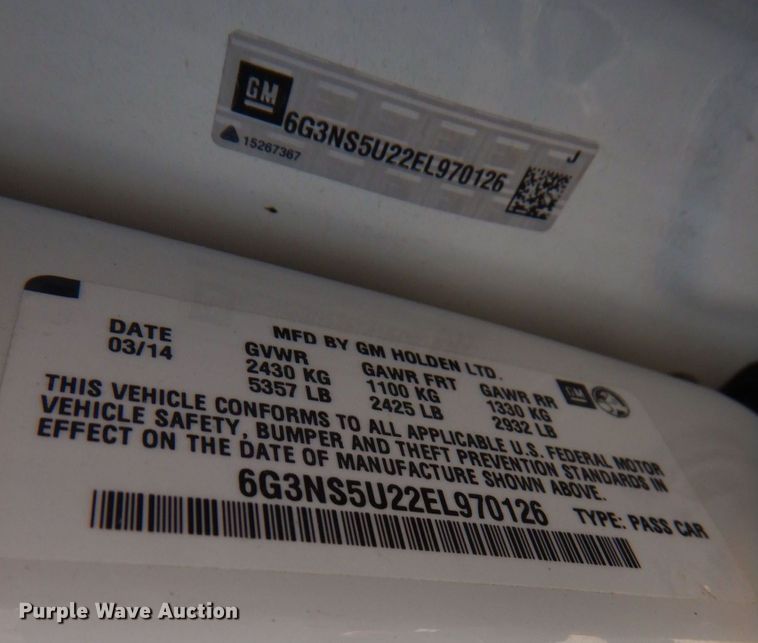 GM
6G3NS5U22EL970126
15267367
J
MFD BY GM HOLDEN LTD.
DATE GVWR GAWR FRT GAWR RR
03/14 2430 KG 1100 KG 1330 KG
5357 LB 2425 LB 2932 LB
GM
THIS VEHICLE CONFORMS TO ALL APPLICABLE U.S. FEDERAL MOTOR
VEHICLE SAFETY, BUMPER AND THEFT PREVENTION STANDARDS IN
EFFECT ON THE DATE OF MANUFACTURE SHOWN ABOVE.
6G3NS5U22EL970126 TYPE: PASS CAR
Purple Wave Auction